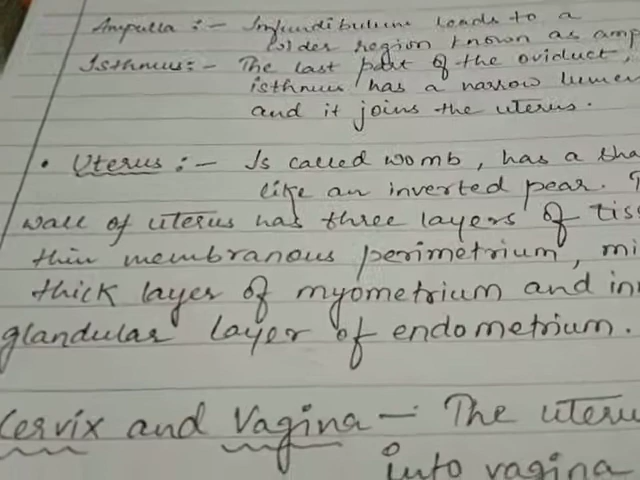 Ampulla :- Infundibulum leads to a
wider region known as amp
Isthmus:- The last part of the oviduct,
isthmus has a narrow lumen
and it joins the uterus.
• Uterus :- Is called womb, has a sha
like an inverted pear. T
wall of uterus has three layers of tiss
thin membranous perimetrium, mi
thick layer of myometrium and inn
glandular layer of endometrium.
Cervix and Vagina - The uteru
into vagina